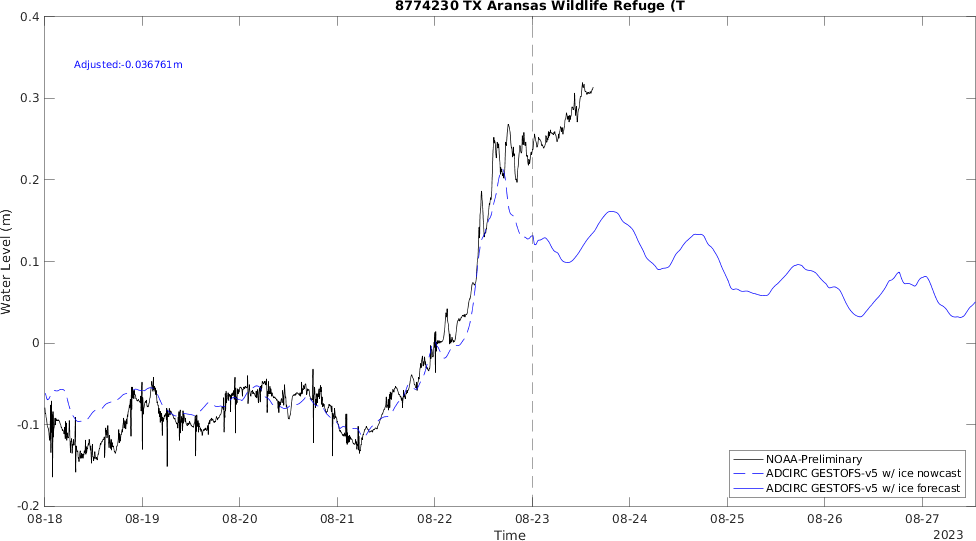 8774230 TX Aransas Wildlife Refuge (T
Adjusted:-0.036761m
0.4
0.3
0.2
0.1
0
-0.1
-0.2
Water Level (m)
NOAA-Preliminary
ADCIRC GESTOFS-v5 w/ ice nowcast
ADCIRC GESTOFS-v5 w/ ice forecast
08-18 08-19 08-20 08-21 08-22 08-23 08-24 08-25 08-26 08-27
Time
2023